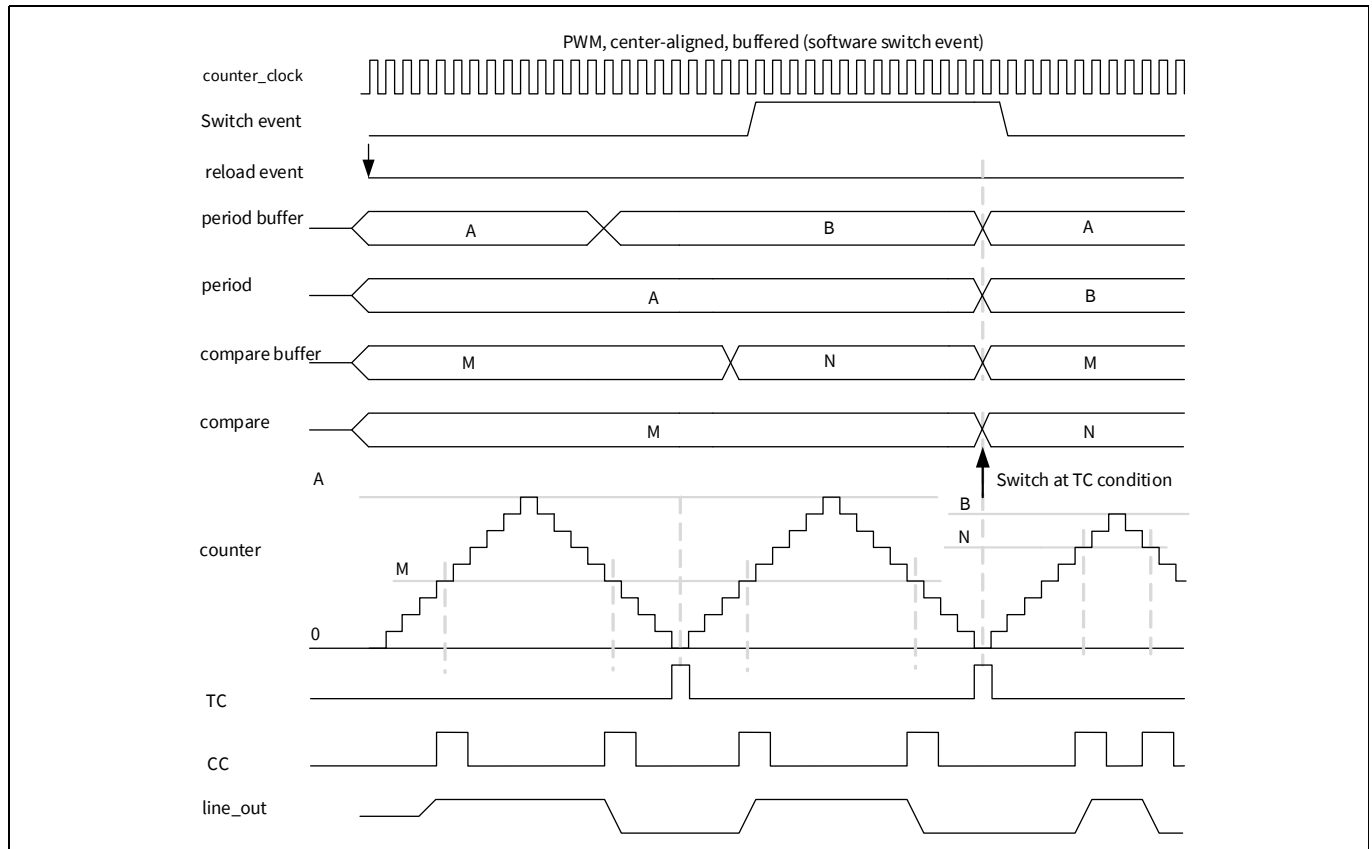 PWM, center-aligned, buffered (software switch event)
counter_clock
Switch event
reload event
period buffer
A
B
A
period
A
B
compare buffer
M
N
M
compare
M
N
A
Switch at TC condition
B
N
counter
M
0
TC
CC
line_out